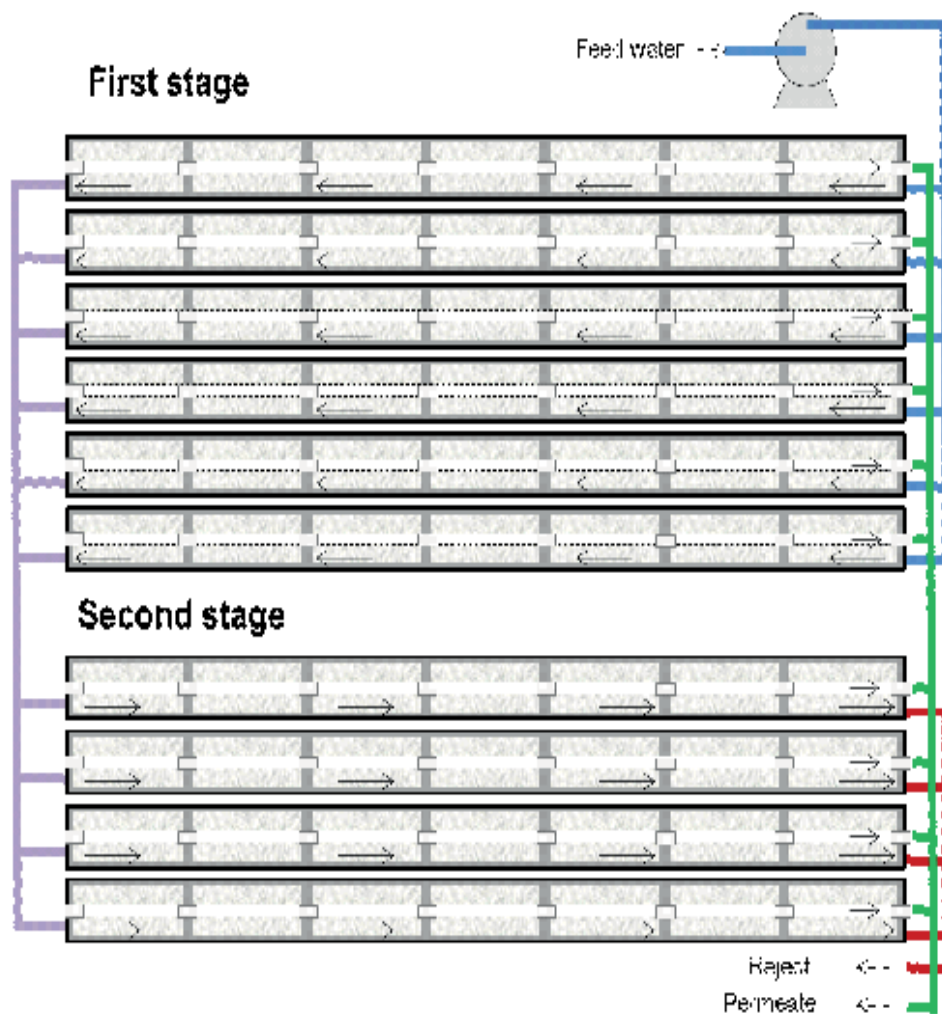 Feed water
First stage
Second stage
Reject
Permeate